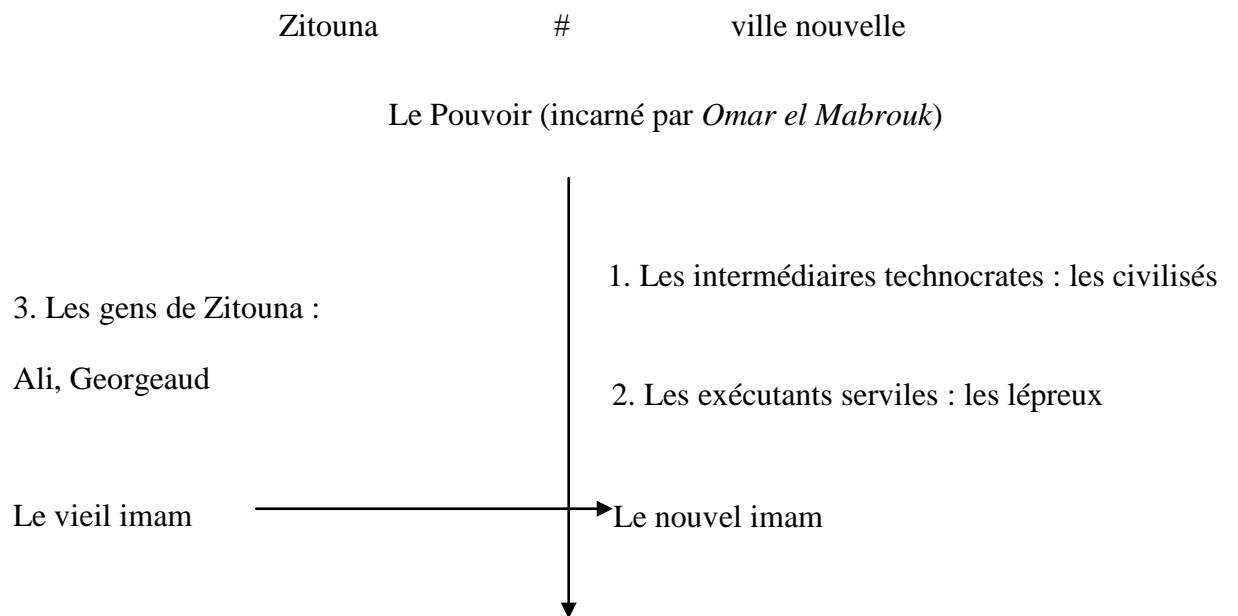 Zitouna # ville nouvelle
Le Pouvoir (incarné par Omar el Mabrouk)
1. Les intermédiaires technocrates : les civilisés
3. Les gens de Zitouna :
Ali, Georgeaud
2. Les exécutants serviles : les lépreux
Le vieil imam
Le nouvel imam